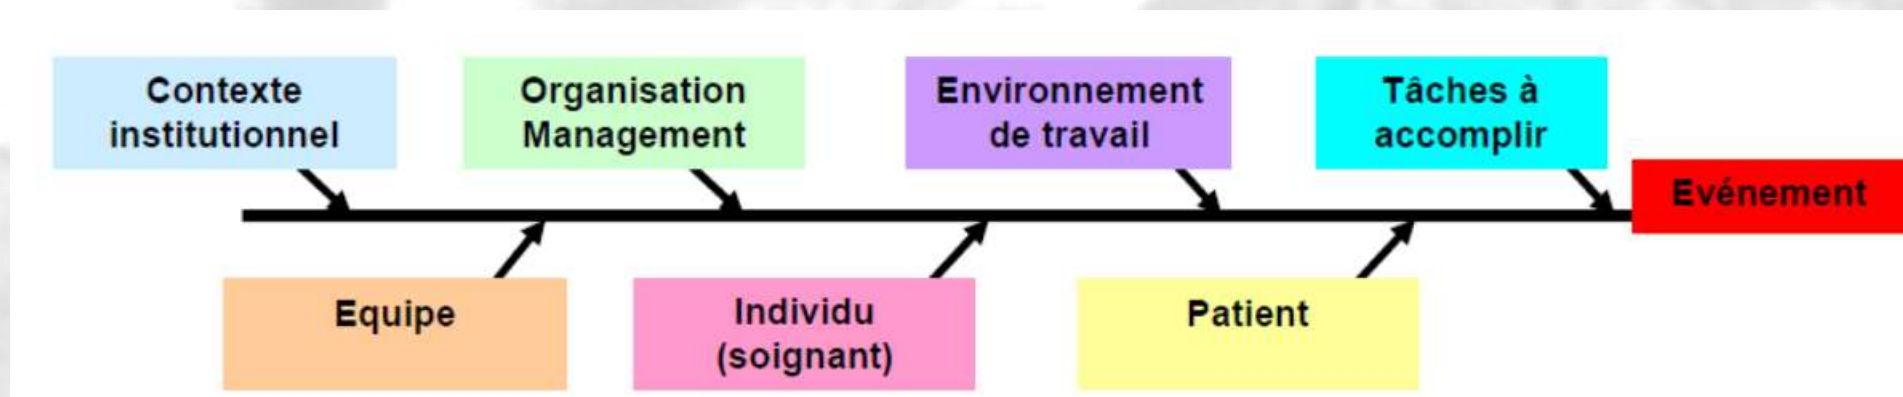 Contexte
institutionnel
Organisation
Management
Environnement
de travail
Tâches à
accomplir
Evénement
Equipe
Individu
(soignant)
Patient